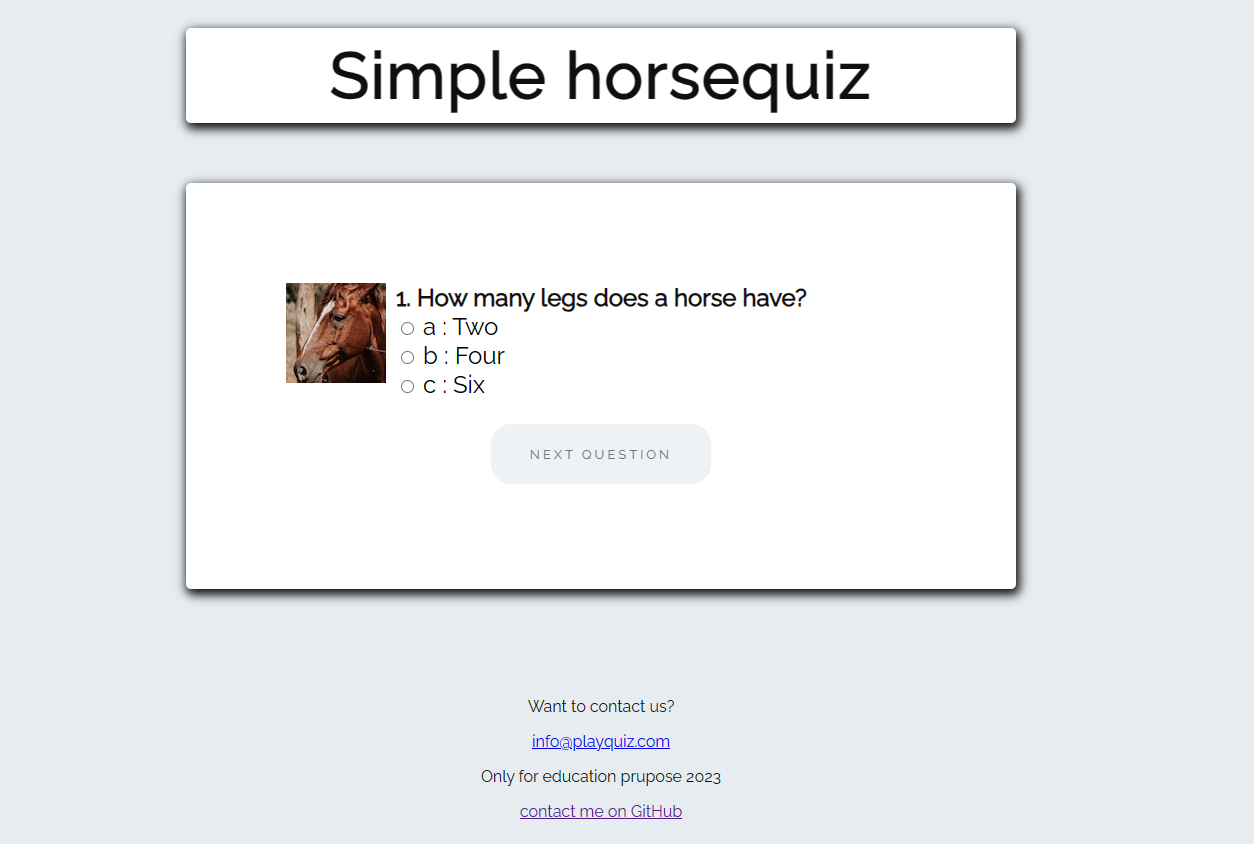 Simple horsequiz
1. How many legs does a horse have?
a : Two
b : Four
c : Six
NEXT QUESTION
Want to contact us?
info@playquiz.com
Only for education prupose 2023
contact me on GitHub